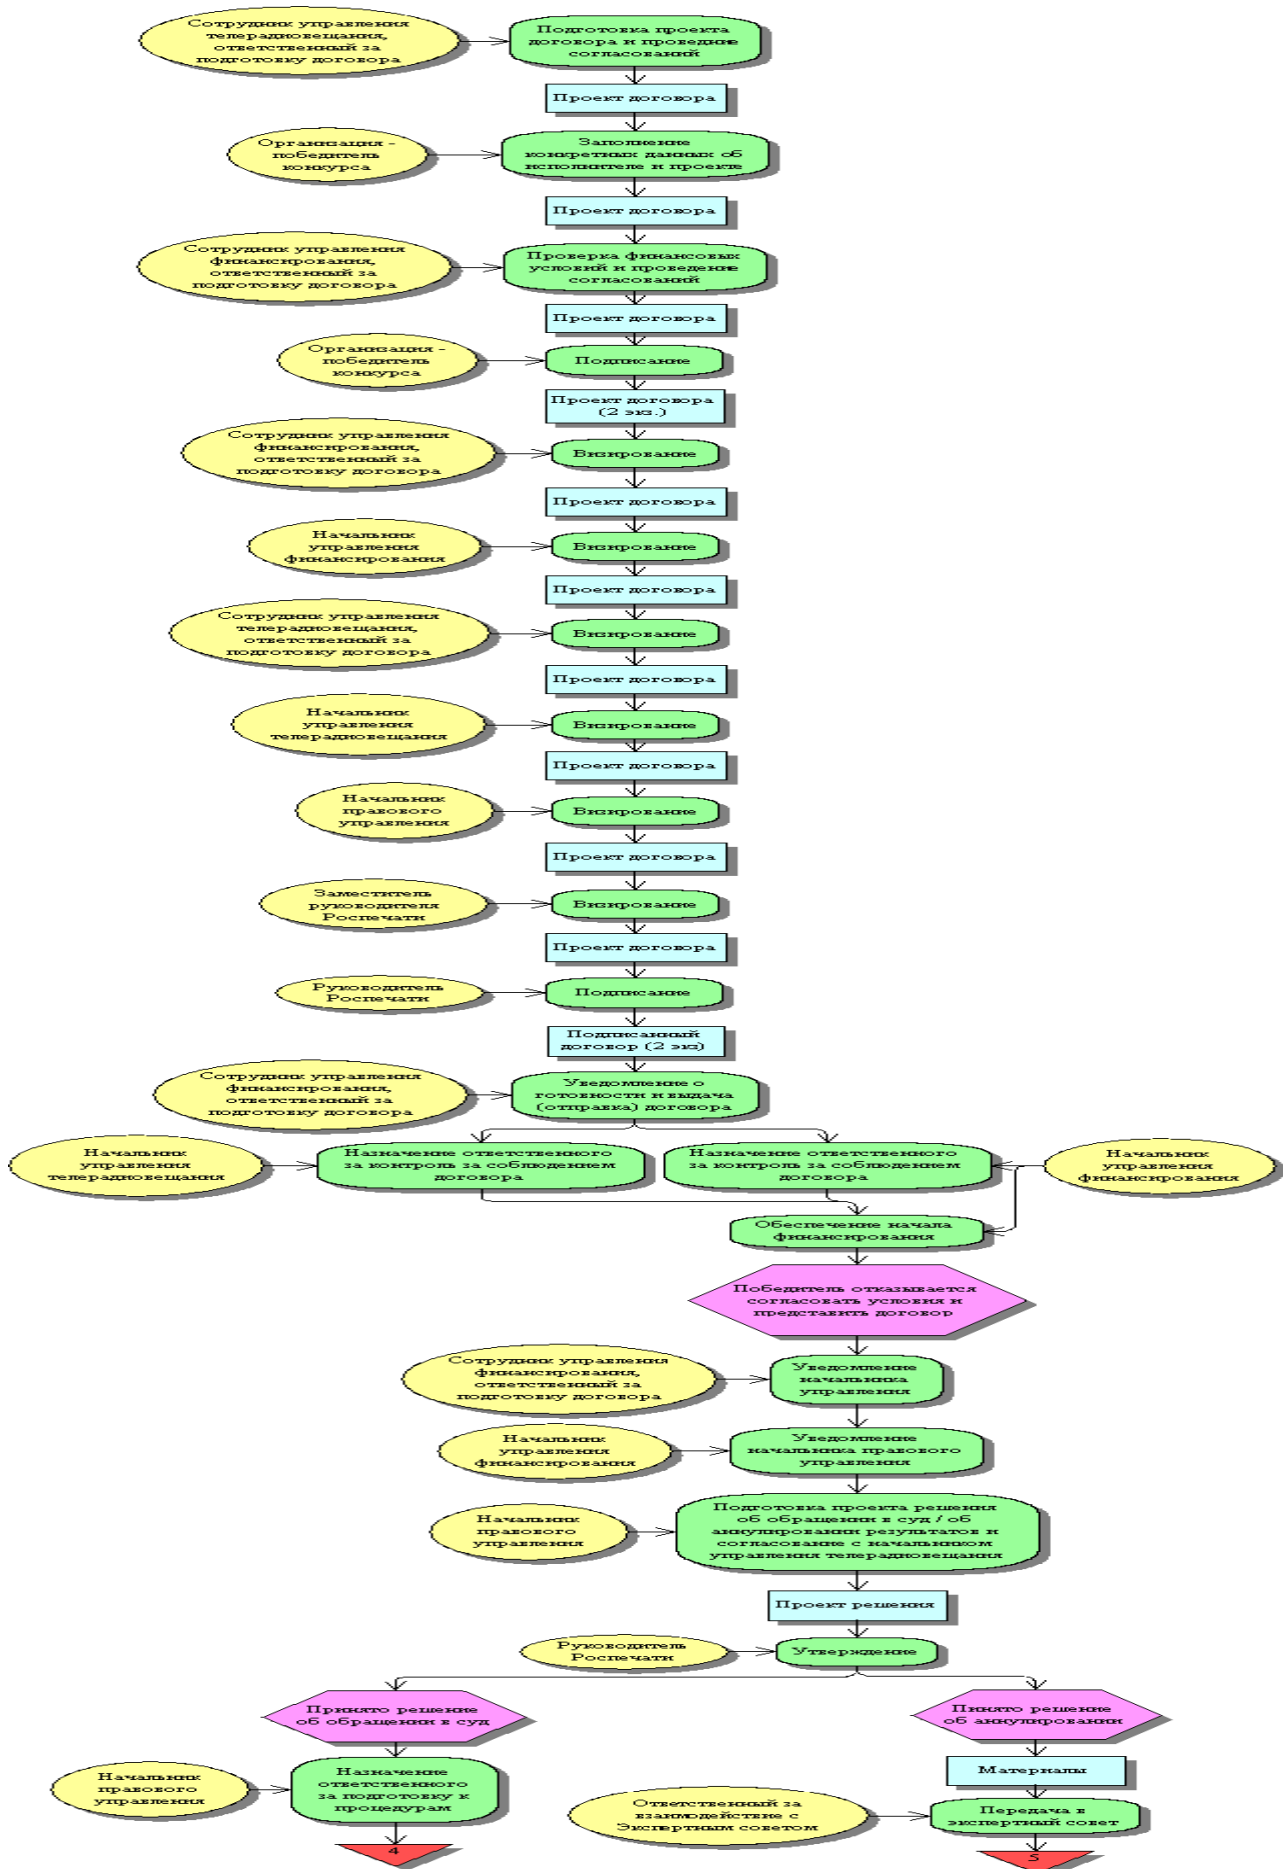 Сотрудник управления
телерадиовещания,
ответственный за
подготовку договора
Подготовка проекта
договора и проведние
согласований
Проект договора
Организация -
победитель
конкурса
Заполнение
конкретных данных об
исполнителе и проекте
Проект договора
Сотрудник управления
финансирования,
ответственный за
подготовку договора
Проверка финансовых
условий и проведение
согласований
Проект договора
Организация -
победитель
конкурса
Подписание
Проект договора
(2 экз.)
Сотрудник управления
финансирования,
ответственный за
подготовку договора
Визирование
Проект договора
Начальник
управления
финансирования
Визирование
Проект договора
Сотрудник управления
телерадиовещания,
ответственный за
подготовку договора
Визирование
Проект договора
Начальник
управления
телерадиовещания
Визирование
Проект договора
Начальник
правового
управления
Визирование
Проект договора
Заместитель
руководителя
Роспечати
Визирование
Проект договора
Руководитель
Роспечати
Подписание
Подписанный
договор (2 экз)
Сотрудник управления
финансирования,
ответственный за
подготовку договора
Уведомление о
готовности и выдача
(отправка) договора
Начальник
управления
телерадиовещания
Назначение ответственного
за контроль за соблюдением
договора
Назначение ответственного
за контроль за соблюдением
договора
Начальник
управления
финансирования
Обеспечение начала
финансирования
Победитель отказывается
согласовать условия и
представить договор
Сотрудник управления
финансирования,
ответственный за
подготовку договора
Уведомление
начальника
управления
Начальник
управления
финансирования
Уведомление
начальника правового
управления
Начальник
правового
управления
Подготовка проекта решения
об обращении в суд / об
аннулировании результатов и
согласование с начальником
управления телерадиовещания
Проект решения
Руководитель
Роспечати
Утверждение
Принято решение
об обращении в суд
Пинято решение
об аннулировании
Начальник
правового
управления
Назначение
ответственного
за подготовку к
процедурам
Материалы
Ответственный за
взаимодействие с
Экспертным советом
Передача в
экспертный совет
4
5